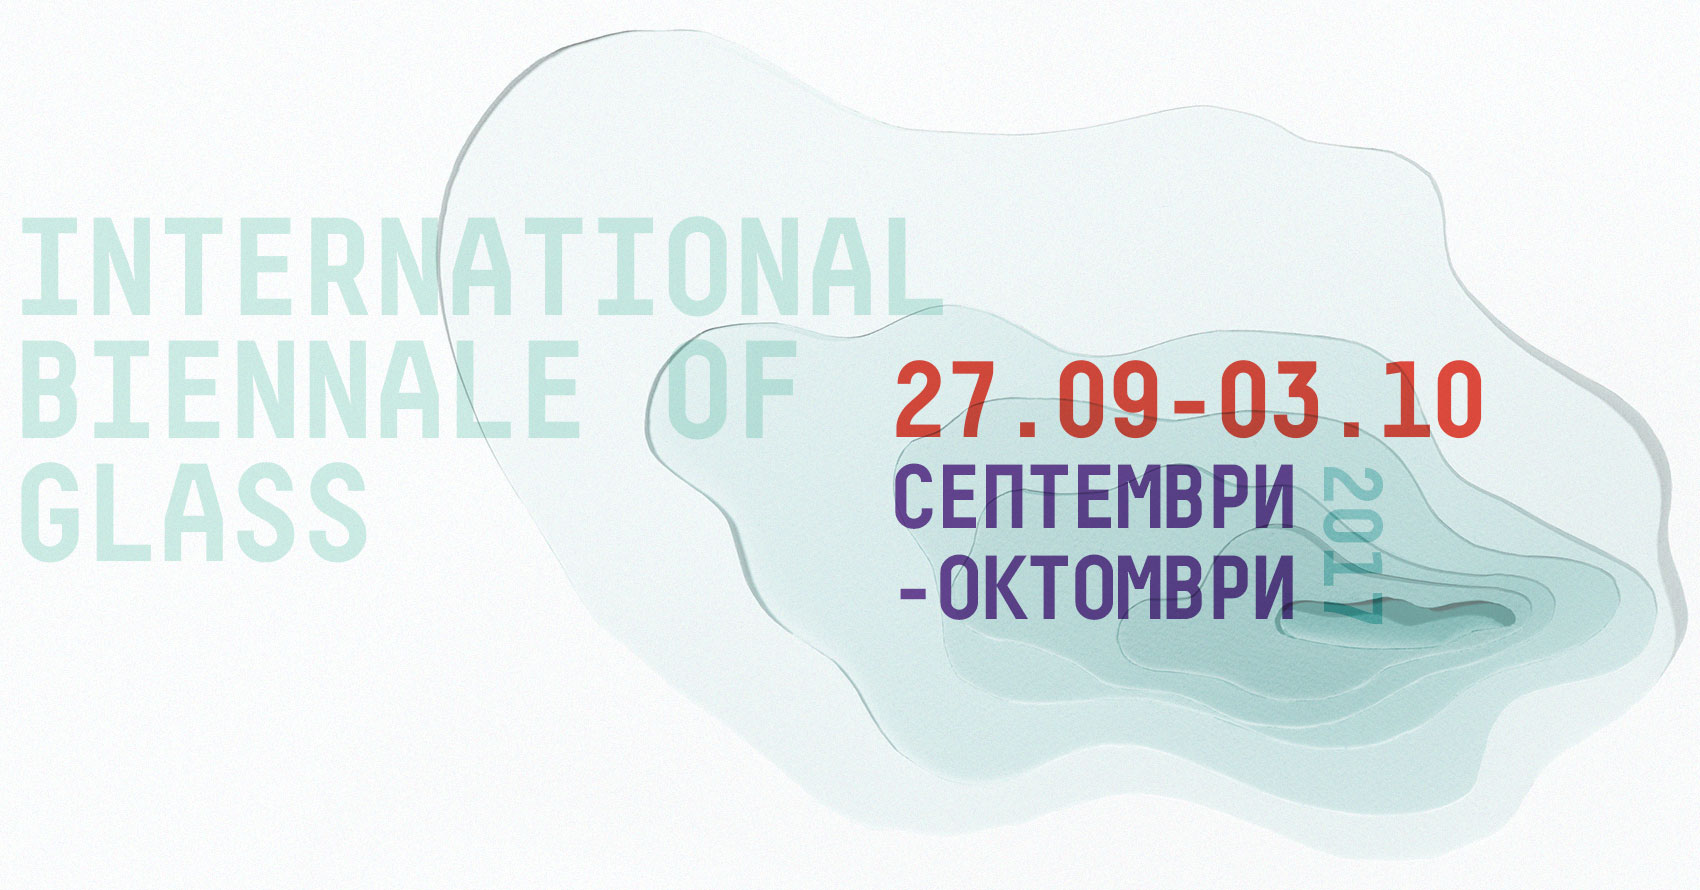 INTERNATIONAL
BIENNALE OF
GLASS
27.09-03.10
СЕПТЕМВРИ
-ОКТОМВРИ
2017